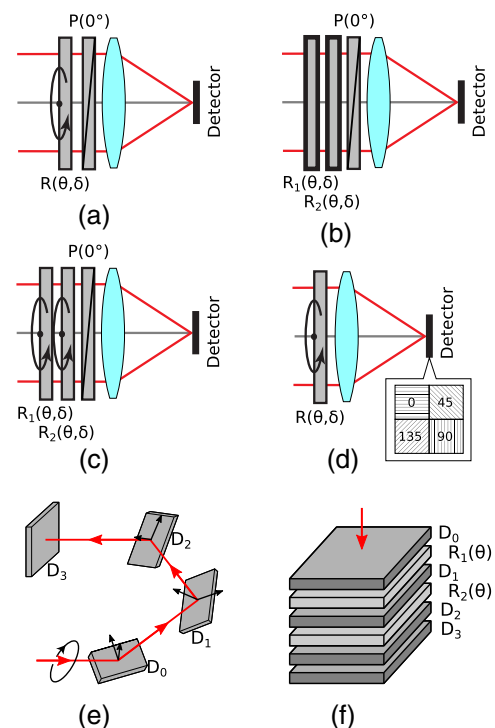 P(0°)
Detector
R(θ,δ)
(a)
P(0°)
Detector
R₁(θ,δ)
R₂(θ,δ)
(b)
P(0°)
Detector
R₁(θ,δ)
R₂(θ,δ)
(c)
Detector
R(θ,δ)
0 45
135 90
(d)
D₃
D₂
D₁
D₀
(e)
D₀
R₁(θ)
D₁
R₂(θ)
D₂
D₃
(f)